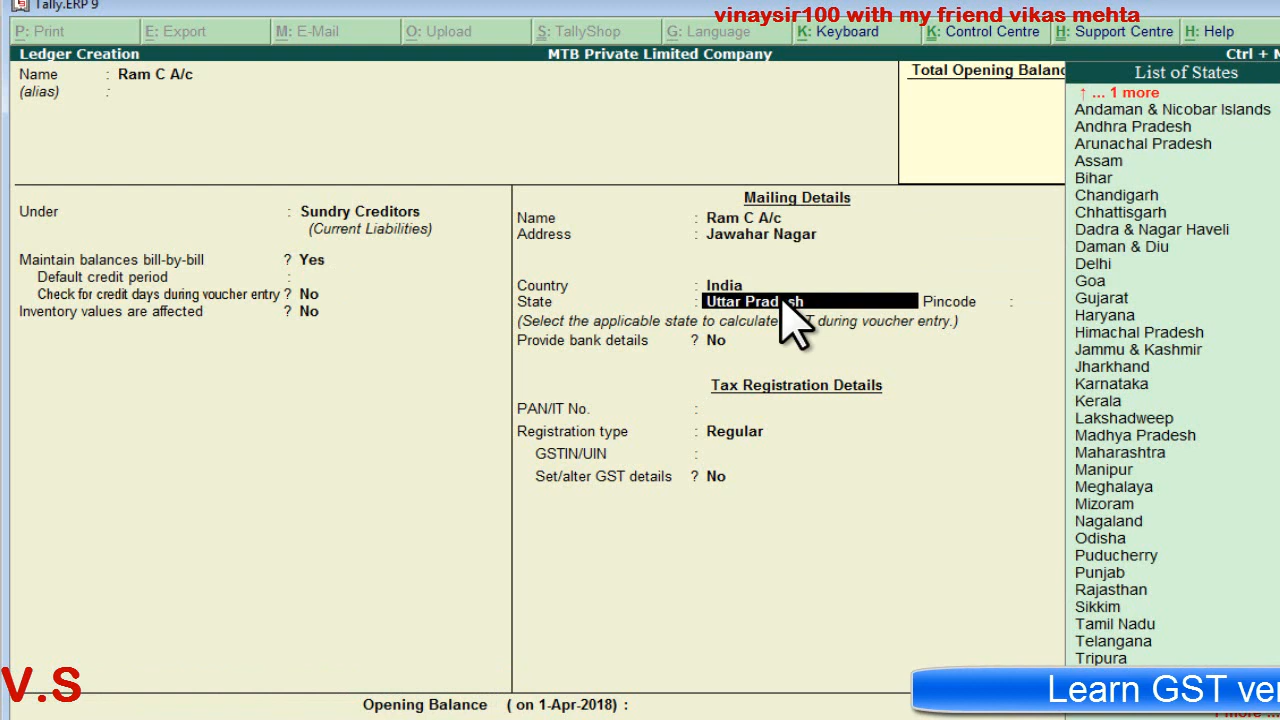 Tally.ERP 9
vinaysir100 with my friend vikas mehta
P: Print E: Export M: E-Mail O: Upload S: TallyShop G: Language K: Keyboard K: Control Centre H: Support Centre H: Help
Ledger Creation MTB Private Limited Company Ctrl + M
Name : Ram C A/c
(alias) :
Total Opening Balanc
Under : Sundry Creditors
(Current Liabilities)
Maintain balances bill-by-bill ? Yes
Default credit period :
Check for credit days during voucher entry ? No
Inventory values are affected ? No
Mailing Details
Name : Ram C A/c
Address : Jawahar Nagar
Country : India
State : Uttar Pradesh Pincode :
(Select the applicable state to calculate GST during voucher entry.)
Provide bank details ? No
Tax Registration Details
PAN/IT No. :
Registration type : Regular
GSTIN/UIN :
Set/alter GST details ? No
List of States
↑ ... 1 more
Andaman & Nicobar Islands
Andhra Pradesh
Arunachal Pradesh
Assam
Bihar
Chandigarh
Chhattisgarh
Dadra & Nagar Haveli
Daman & Diu
Delhi
Goa
Gujarat
Haryana
Himachal Pradesh
Jammu & Kashmir
Jharkhand
Karnataka
Kerala
Lakshadweep
Madhya Pradesh
Maharashtra
Manipur
Meghalaya
Mizoram
Nagaland
Odisha
Puducherry
Punjab
Rajasthan
Sikkim
Tamil Nadu
Telangana
Tripura
V.S
Learn GST ver
Opening Balance ( on 1-Apr-2018) :